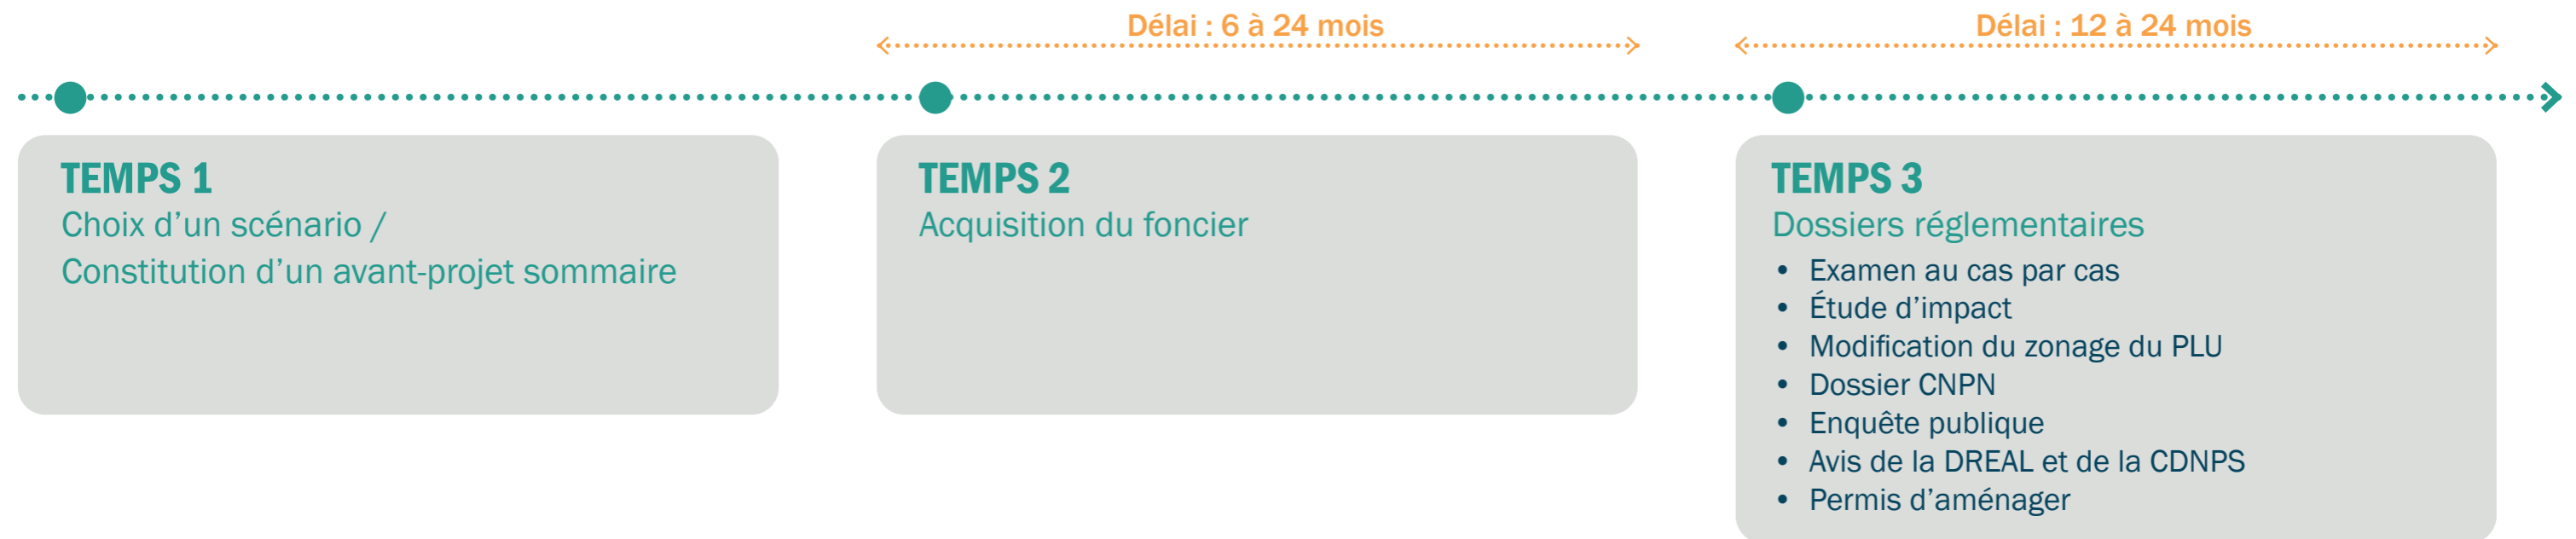 Délai : 6 à 24 mois
Délai : 12 à 24 mois
TEMPS 1
Choix d’un scénario /
Constitution d’un avant-projet sommaire
TEMPS 2
Acquisition du foncier
TEMPS 3
Dossiers réglementaires
• Examen au cas par cas
• Étude d’impact
• Modification du zonage du PLU
• Dossier CNPN
• Enquête publique
• Avis de la DREAL et de la CDNPS
• Permis d’aménager